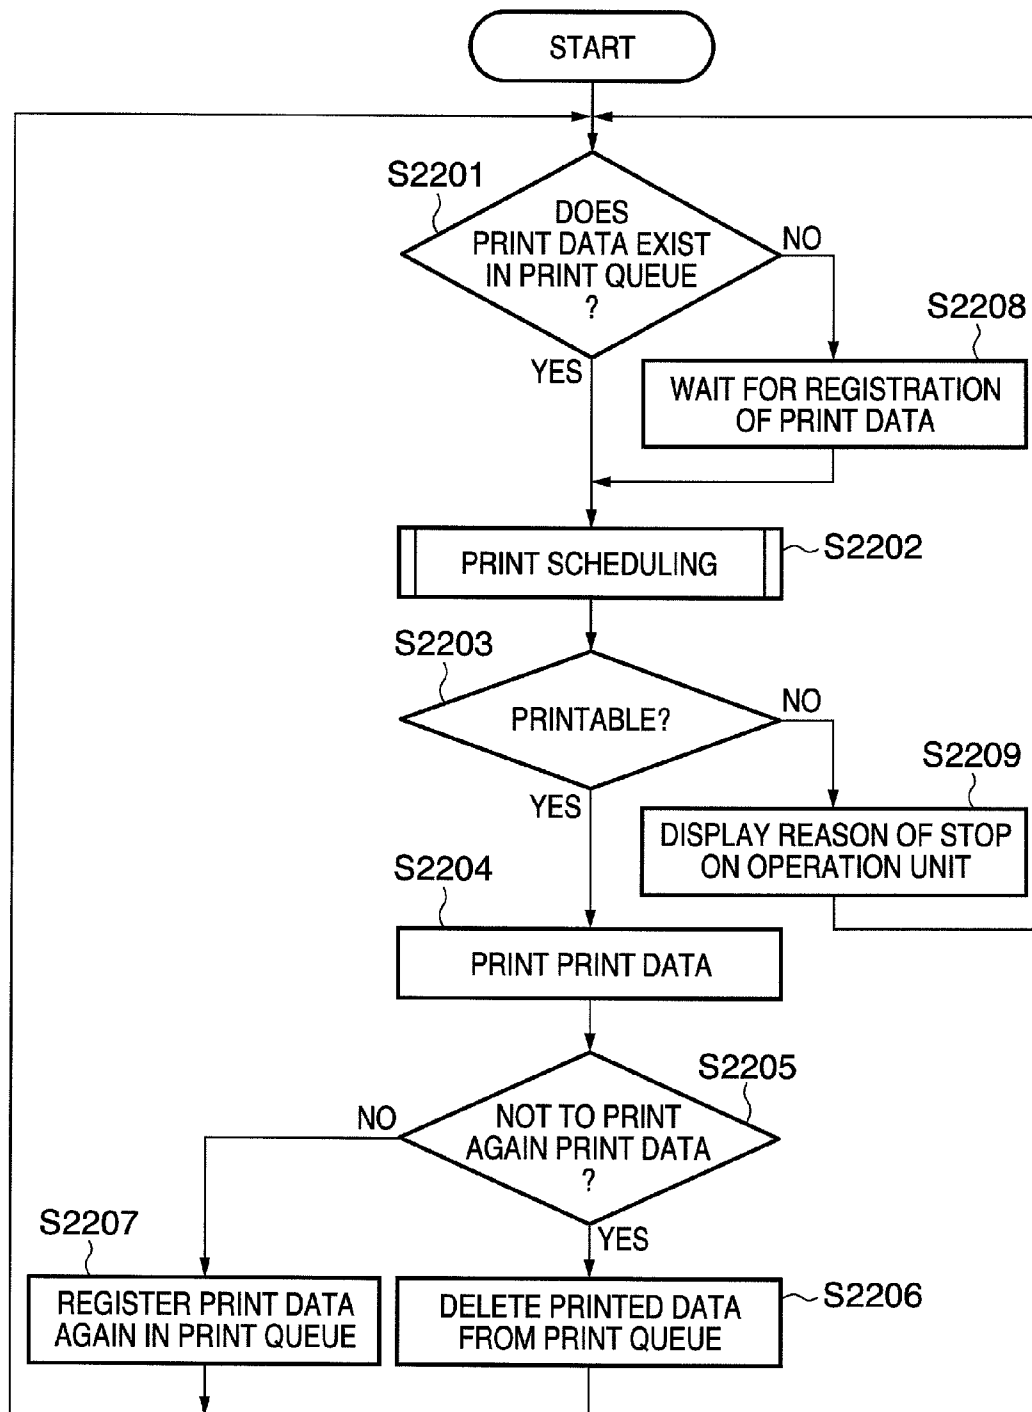 START
S2201
DOES
PRINT DATA EXIST
IN PRINT QUEUE
?
NO
YES
S2208
WAIT FOR REGISTRATION
OF PRINT DATA
PRINT SCHEDULING
S2202
S2203
PRINTABLE?
NO
YES
S2209
DISPLAY REASON OF STOP
ON OPERATION UNIT
S2204
PRINT PRINT DATA
S2205
NOT TO PRINT
AGAIN PRINT DATA
?
NO
YES
S2207
REGISTER PRINT DATA
AGAIN IN PRINT QUEUE
DELETE PRINTED DATA
FROM PRINT QUEUE
S2206